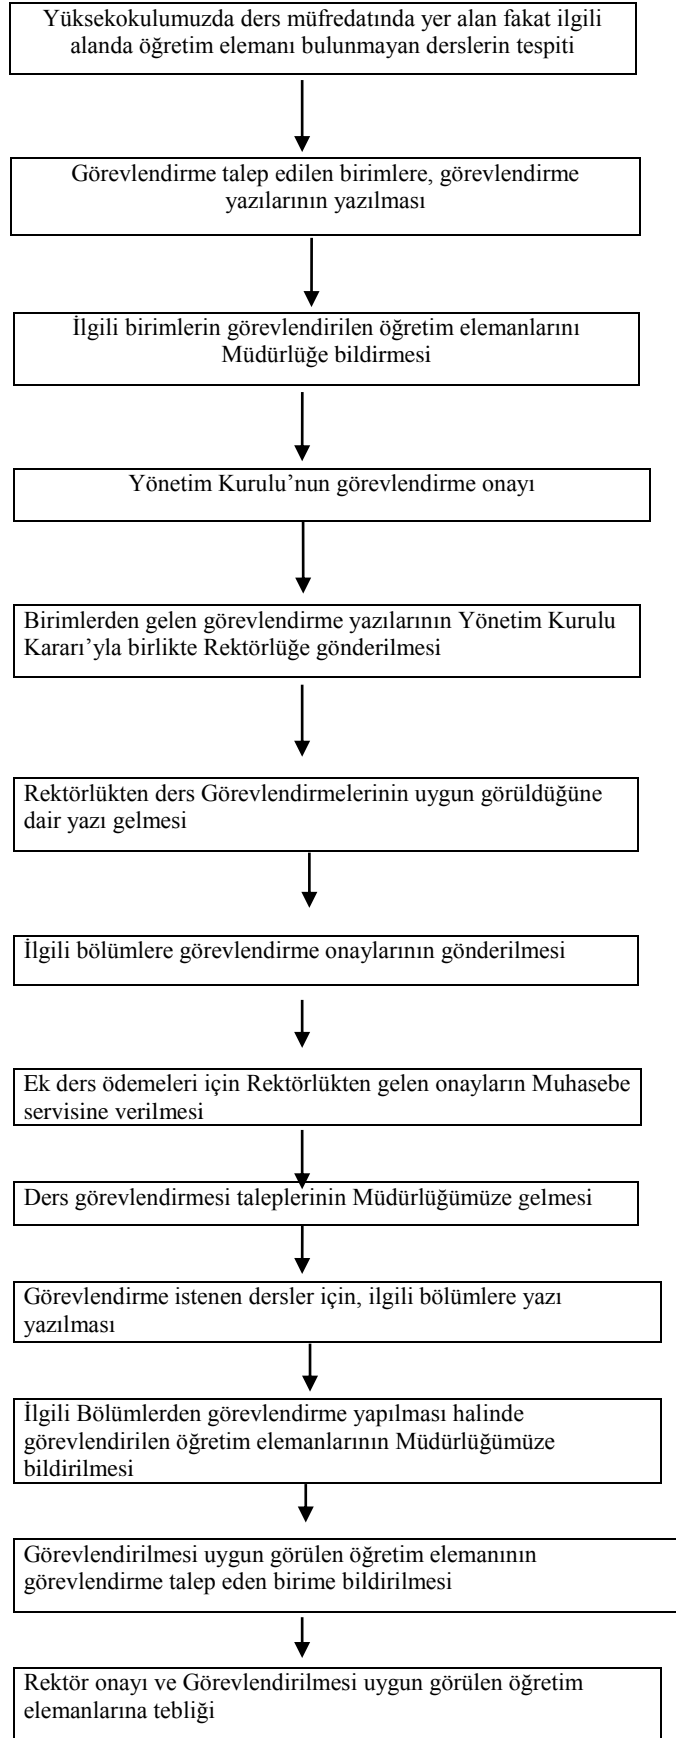 Yüksekokulumuzda ders müfredatında yer alan fakat ilgili
alanda öğretim elemanı bulunmayan derslerin tespiti
Görevlendirme talep edilen birimlere, görevlendirme
yazılarının yazılması
İlgili birimlerin görevlendirilen öğretim elemanlarını
Müdürlüğe bildirmesi
Yönetim Kurulu’nun görevlendirme onayı
Birimlerden gelen görevlendirme yazılarının Yönetim Kurulu
Kararı’yla birlikte Rektörlüğe gönderilmesi
Rektörlükten ders Görevlendirmelerinin uygun görüldüğüne
dair yazı gelmesi
İlgili bölümlere görevlendirme onaylarının gönderilmesi
Ek ders ödemeleri için Rektörlükten gelen onayların Muhasebe
servisine verilmesi
Ders görevlendirmesi taleplerinin Müdürlüğümüze gelmesi
Görevlendirme istenen dersler için, ilgili bölümlere yazı
yazılması
İlgili Bölümlerden görevlendirme yapılması halinde
görevlendirilen öğretim elemanlarının Müdürlüğümüze
bildirilmesi
Görevlendirilmesi uygun görülen öğretim elemanının
görevlendirme talep eden birime bildirilmesi
Rektör onayı ve Görevlendirilmesi uygun görülen öğretim
elemanlarına tebliği